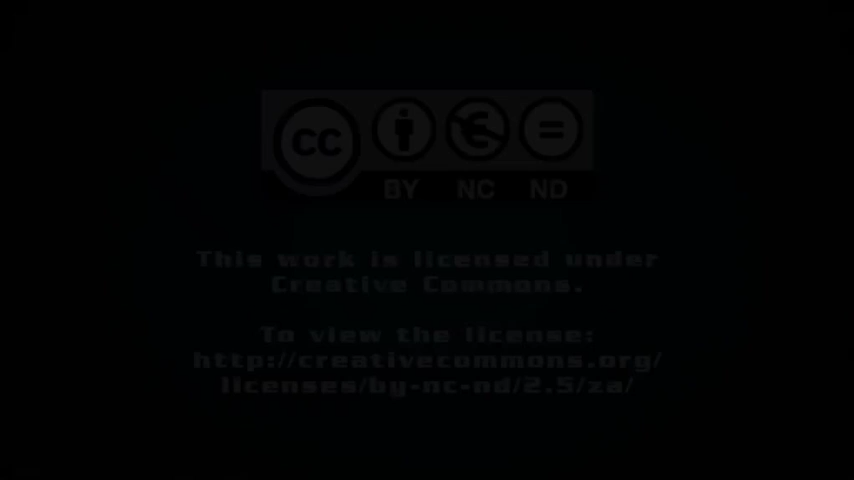 cc
BY NC ND
This work is licensed under
Creative Commons.
To view the license:
http://creativecommons.org/
licenses/by-nc-nd/2.5/za/